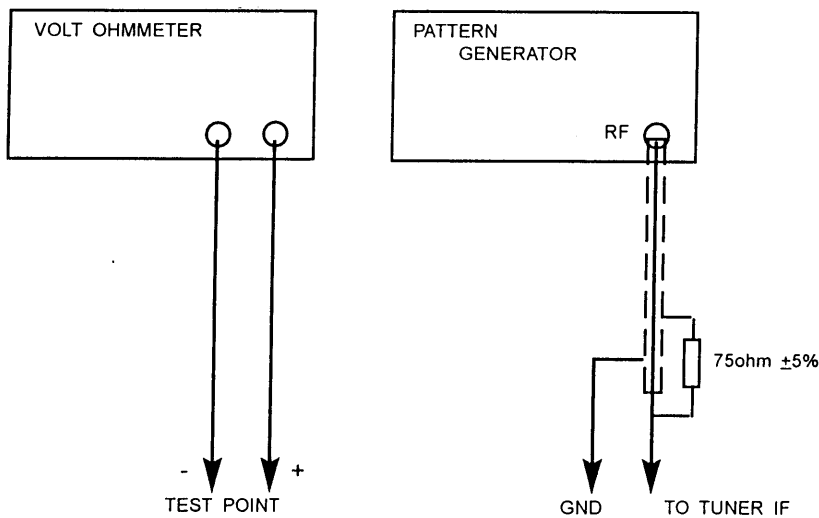 VOLT OHMMETER
PATTERN
GENERATOR
RF
75ohm ±5%
- +
TEST POINT
GND
TO TUNER IF